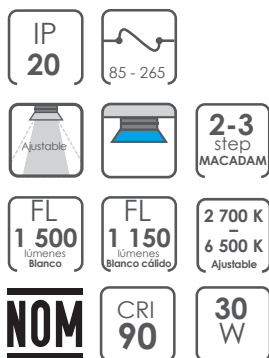 IP
20
85 - 265
Ajustable
2-3
step
MACADAM
FL
1 500
lúmenes
Blanco
FL
1 150
lúmenes
Blanco cálido
2 700 K
–
6 500 K
Ajustable
NOM
CRI
90
30
W